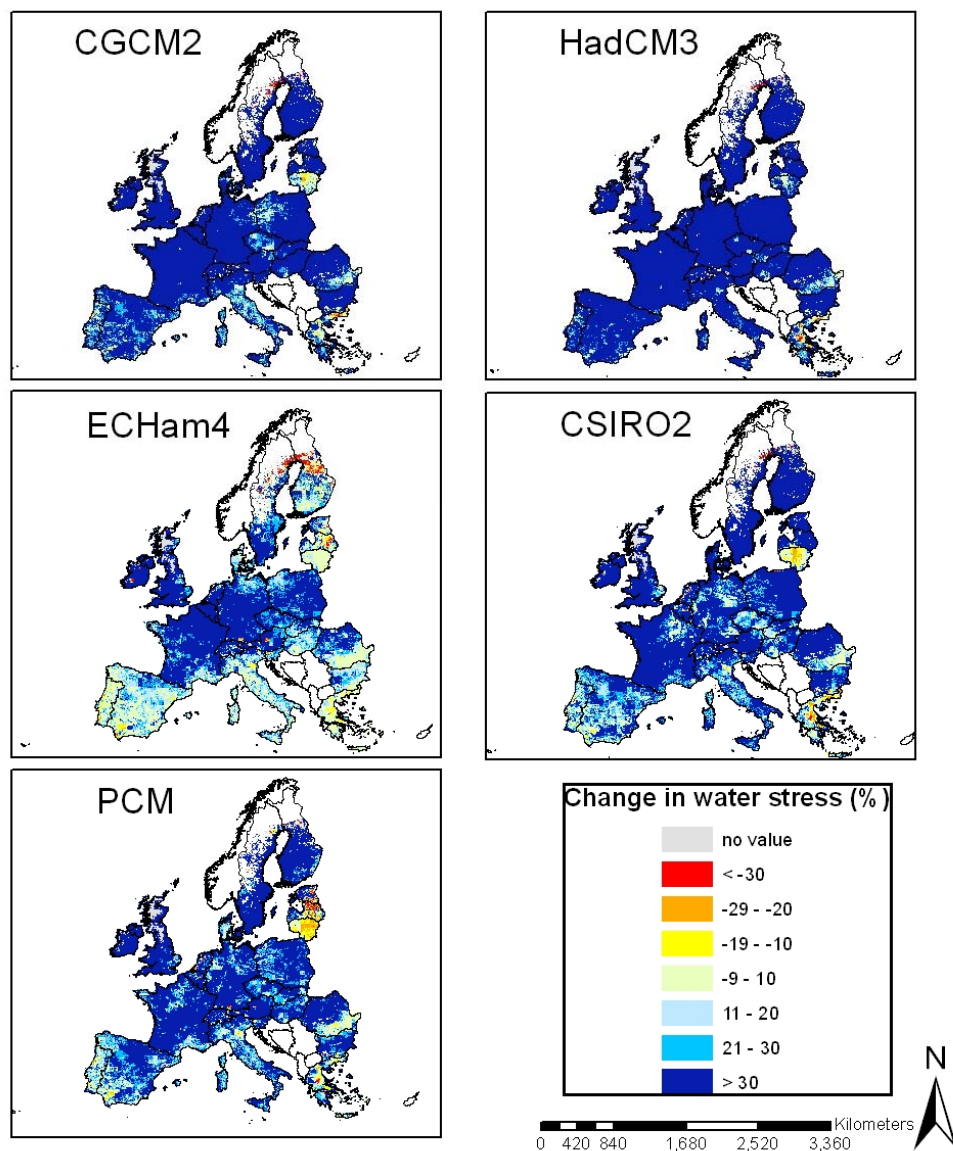 CGCM2
HadCM3
ECHam4
CSIRO2
PCM
Change in water stress (%)
no value
< -30
-29 - -20
-19 - -10
-9 - 10
11 - 20
21 - 30
> 30
N
Kilometers
0 420 840 1,680 2,520 3,360